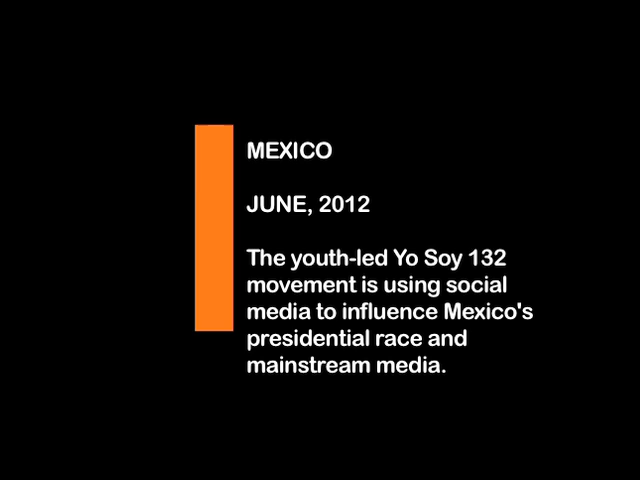 MEXICO
JUNE, 2012
The youth-led Yo Soy 132
movement is using social
media to influence Mexico's
presidential race and
mainstream media.